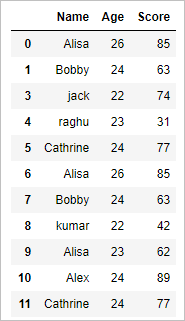 Name Age Score
0 Alisa 26 85
1 Bobby 24 63
3 jack 22 74
4 raghu 23 31
5 Cathrine 24 77
6 Alisa 26 85
7 Bobby 24 63
8 kumar 22 42
9 Alisa 23 62
10 Alex 24 89
11 Cathrine 24 77